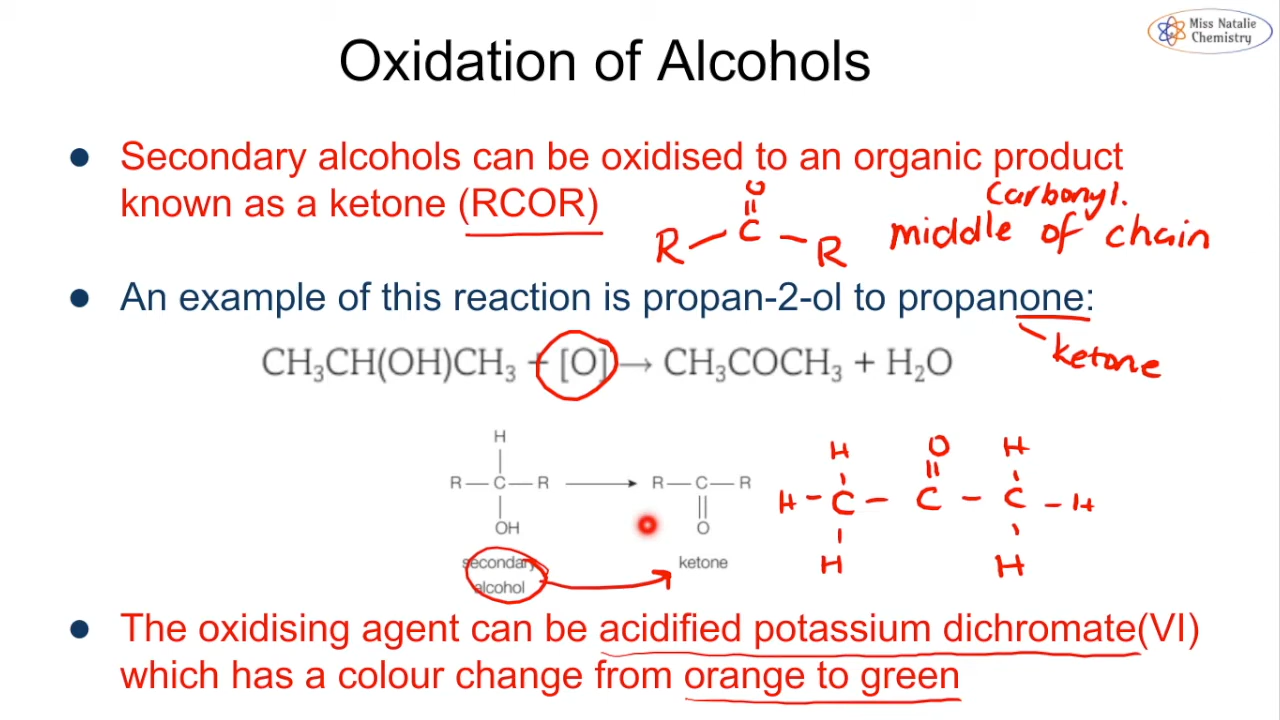 Miss Natalie
Chemistry
Oxidation of Alcohols
● Secondary alcohols can be oxidised to an organic product
known as a ketone (RCOR)
O
R — C — R
carbonyl.
middle of chain
● An example of this reaction is propan-2-ol to propanone:
ketone
CH₃CH(OH)CH₃ + [O] → CH₃COCH₃ + H₂O
H
R — C — R
OH
secondary
alcohol
R — C — R
O
ketone
H O H
H - C - C - C - H
H H
● The oxidising agent can be acidified potassium dichromate(VI)
which has a colour change from orange to green